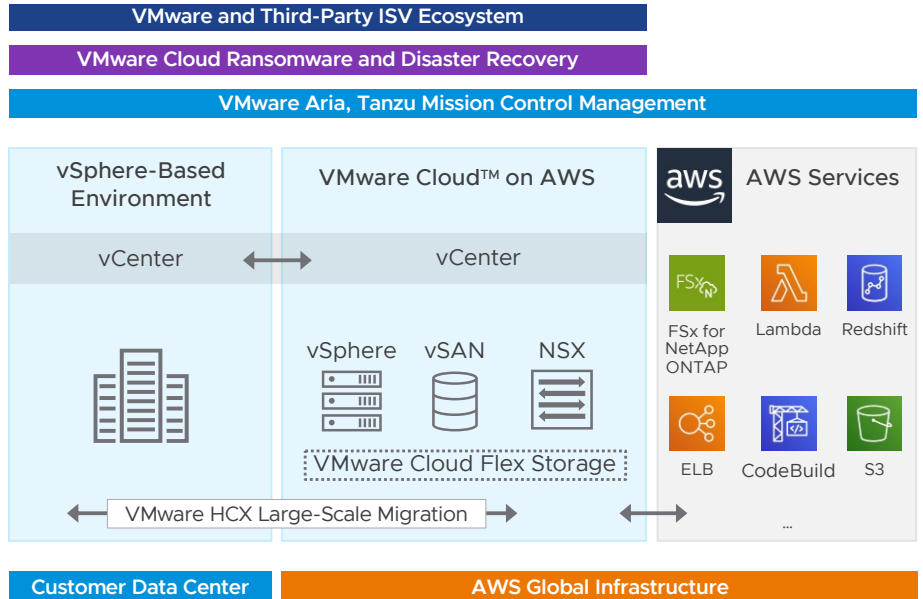 VMware and Third-Party ISV Ecosystem
VMware Cloud Ransomware and Disaster Recovery
VMware Aria, Tanzu Mission Control Management
vSphere-Based
Environment
vCenter
VMware Cloud™ on AWS
vCenter
vSphere
vSAN
NSX
VMware Cloud Flex Storage
VMware HCX Large-Scale Migration
aws
AWS Services
FSx
N
FSx for
NetApp
ONTAP
Lambda
Redshift
ELB
CodeBuild
S3
...
Customer Data Center
AWS Global Infrastructure